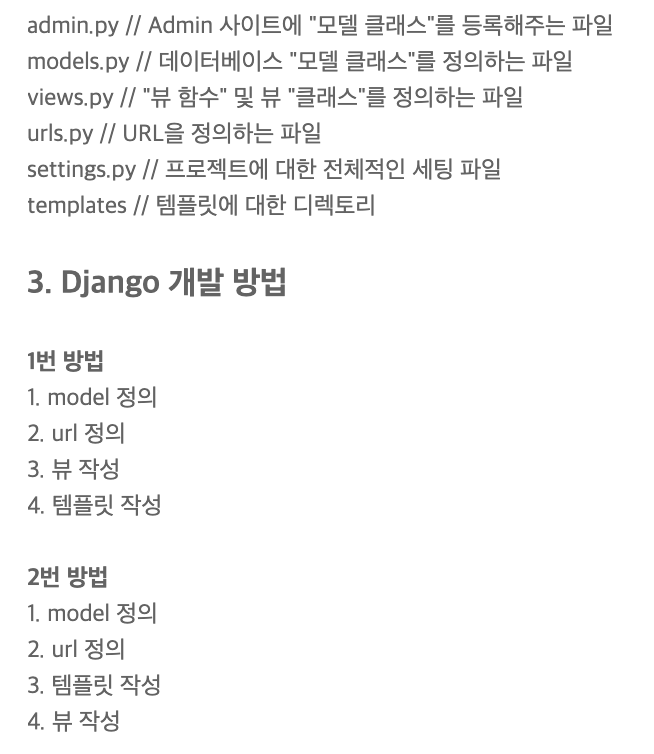 admin.py // Admin 사이트에 "모델 클래스"를 등록해주는 파일
models.py // 데이터베이스 "모델 클래스"를 정의하는 파일
views.py // "뷰 함수" 및 뷰 "클래스"를 정의하는 파일
urls.py // URL을 정의하는 파일
settings.py // 프로젝트에 대한 전체적인 세팅 파일
templates // 템플릿에 대한 디렉토리
3. Django 개발 방법
1번 방법
1. model 정의
2. url 정의
3. 뷰 작성
4. 템플릿 작성
2번 방법
1. model 정의
2. url 정의
3. 템플릿 작성
4. 뷰 작성